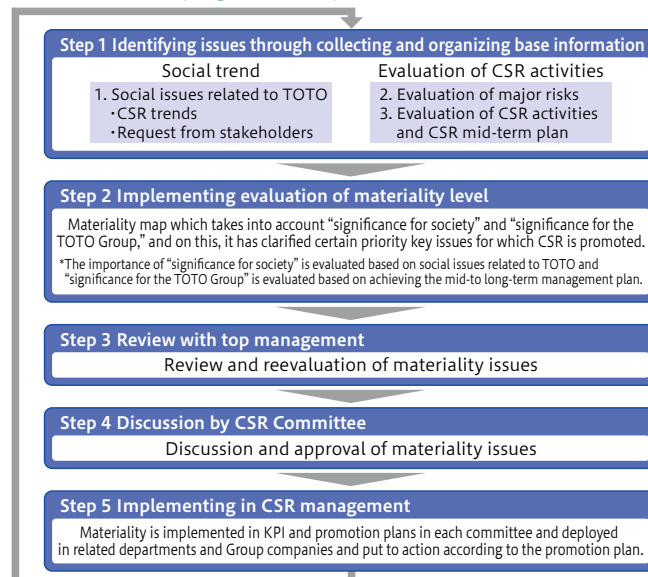 Step 1 Identifying issues through collecting and organizing base information
Social trend
1. Social issues related to TOTO
・CSR trends
・Request from stakeholders
Evaluation of CSR activities
2. Evaluation of major risks
3. Evaluation of CSR activities
and CSR mid-term plan
Step 2 Implementing evaluation of materiality level
Materiality map which takes into account “significance for society” and “significance for the
TOTO Group,” and on this, it has clarified certain priority key issues for which CSR is promoted.
*The importance of “significance for society” is evaluated based on social issues related to TOTO and
“significance for the TOTO Group” is evaluated based on achieving the mid-to long-term management plan.
Step 3 Review with top management
Review and reevaluation of materiality issues
Step 4 Discussion by CSR Committee
Discussion and approval of materiality issues
Step 5 Implementing in CSR management
Materiality is implemented in KPI and promotion plans in each committee and deployed
in related departments and Group companies and put to action according to the promotion plan.